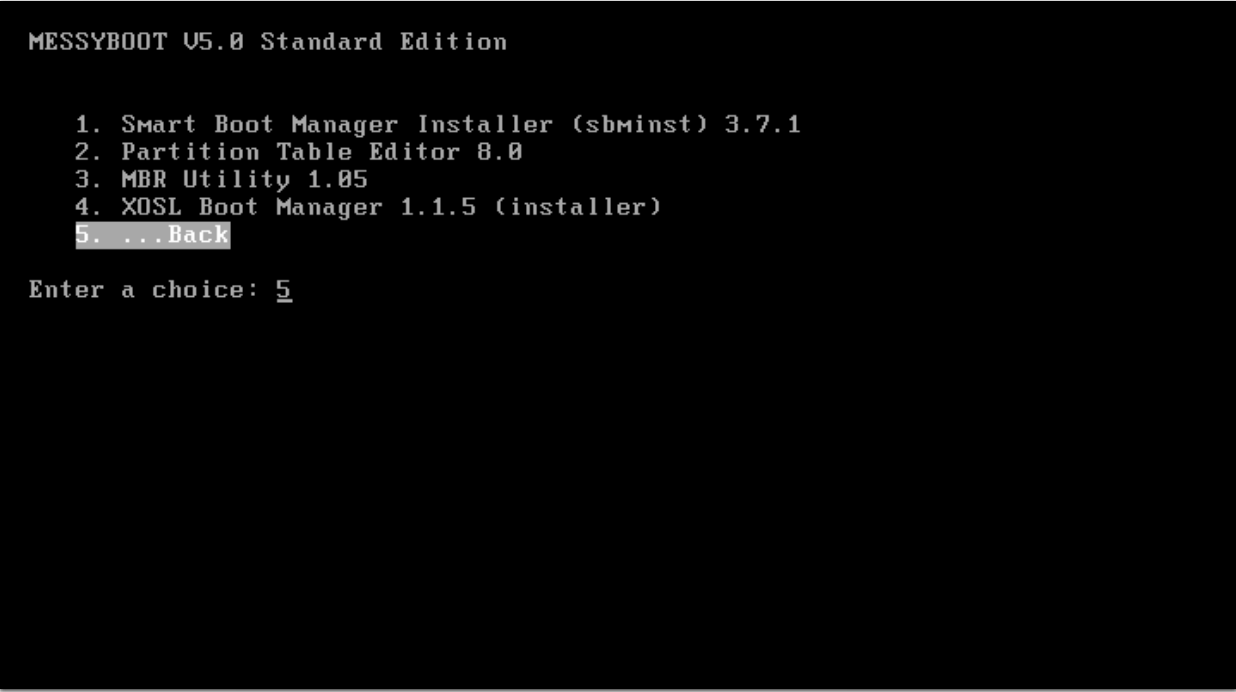 MESSYBOOT V5.0 Standard Edition
1. Smart Boot Manager Installer (sbminst) 3.7.1
2. Partition Table Editor 8.0
3. MBR Utility 1.05
4. XOSL Boot Manager 1.1.5 (installer)
5. ...Back
Enter a choice: 5